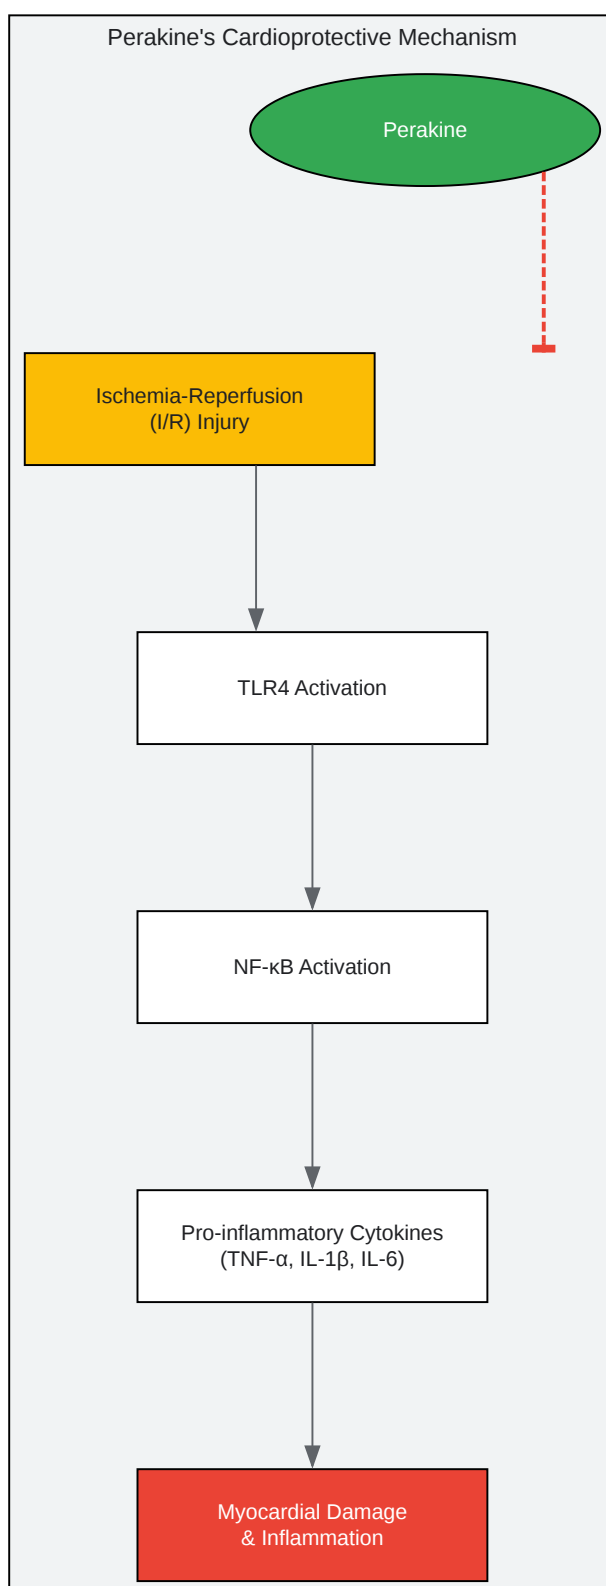 Perakine's Cardioprotective Mechanism
Perakine
Ischemia-Reperfusion
(I/R) Injury
TLR4 Activation
NF-κB Activation
Pro-inflammatory Cytokines
(TNF-α, IL-1β, IL-6)
Myocardial Damage
& Inflammation